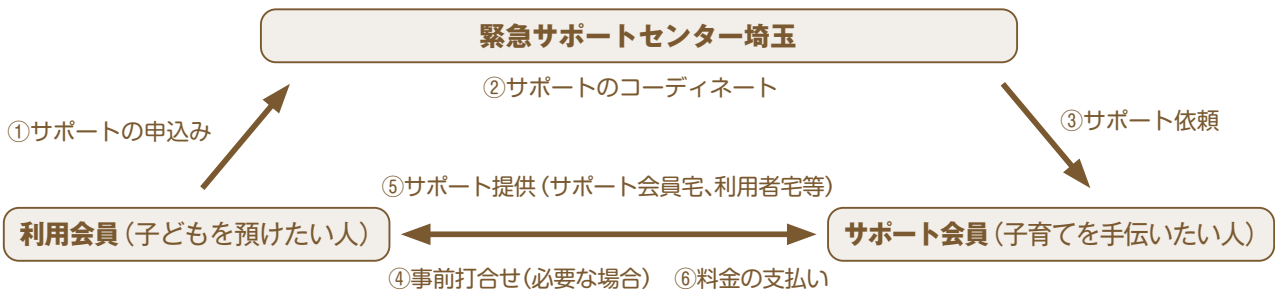 緊急サポートセンター埼玉
②サポートのコーディネート
①サポートの申込み
③サポート依頼
⑤サポート提供(サポート会員宅、利用者宅等)
利用会員(子どもを預けたい人)
サポート会員(子育てを手伝いたい人)
④事前打合せ(必要な場合) ⑥料金の支払い